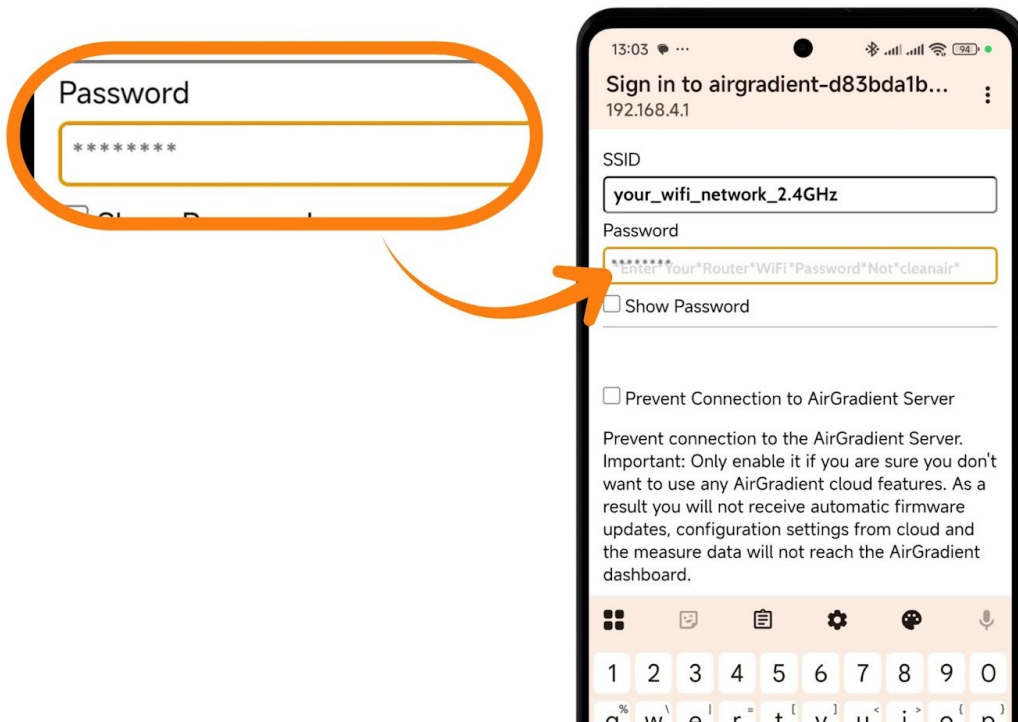 Password
********
13:03 ...
94
Sign in to airgradient-d83bda1b...
192.168.4.1
SSID
your_wifi_network_2.4GHz
Password
********
*Enter*Your*Router*WiFi*Password*Not*cleanair*
Show Password
Prevent Connection to AirGradient Server
Prevent connection to the AirGradient Server.
Important: Only enable it if you are sure you don't
want to use any AirGradient cloud features. As a
result you will not receive automatic firmware
updates, configuration settings from cloud and
the measure data will not reach the AirGradient
dashboard.
1 2 3 4 5 6 7 8 9 0
q w e r t y u i o p